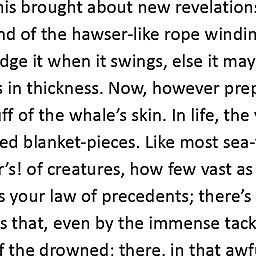 his brought about new revelations
nd of the hawser-like rope windin
dge it when it swings, else it may
s in thickness. Now, however prep
ff of the whale’s skin. In life, the
ed blanket-pieces. Like most sea-
r’s! of creatures, how few vast as
s your law of precedents; there’s
s that, even by the immense tack
f the drowned; there, in that awf